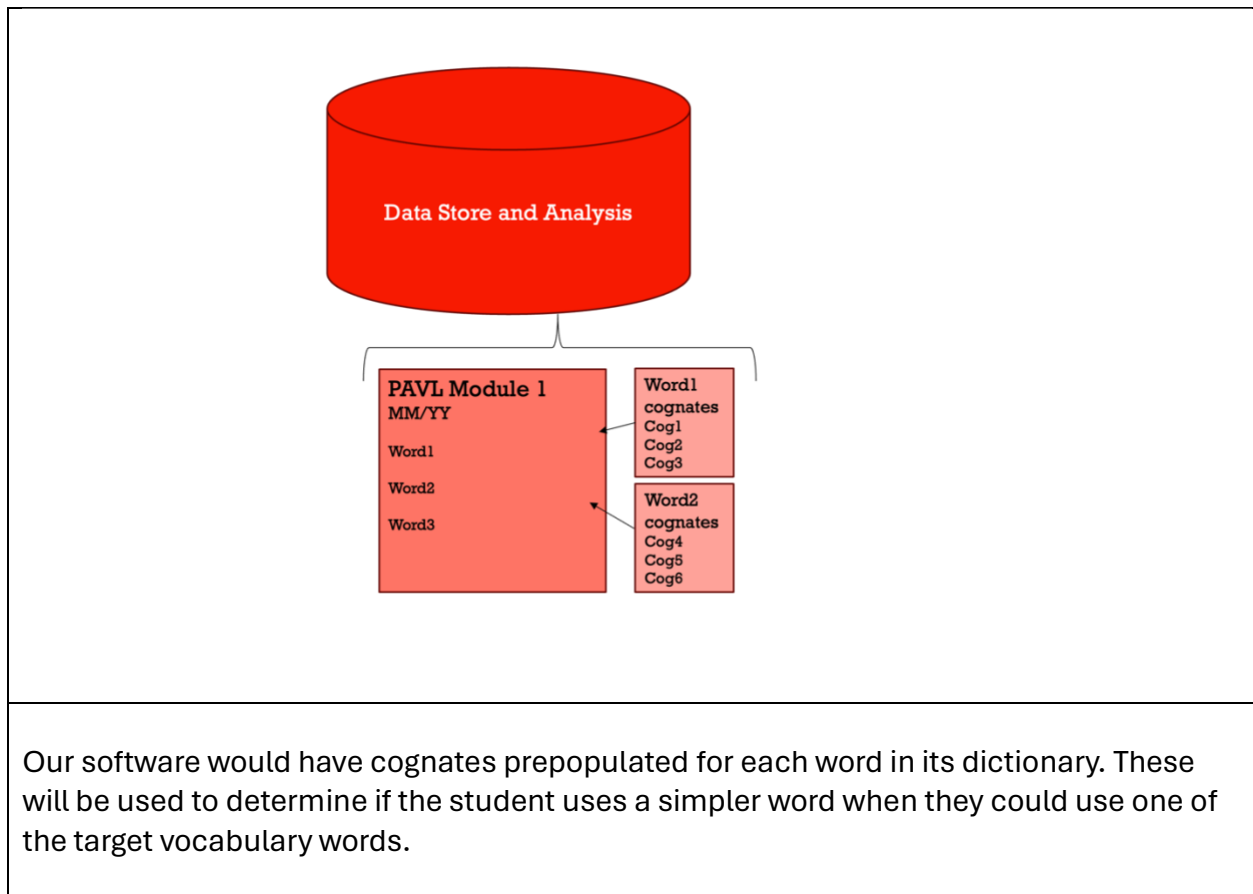 Data Store and Analysis
PAVL Module 1
MM/YY
Word1
Word2
Word3
Word1
cognates
Cog1
Cog2
Cog3
Word2
cognates
Cog4
Cog5
Cog6
Our software would have cognates prepopulated for each word in its dictionary. These
will be used to determine if the student uses a simpler word when they could use one of
the target vocabulary words.